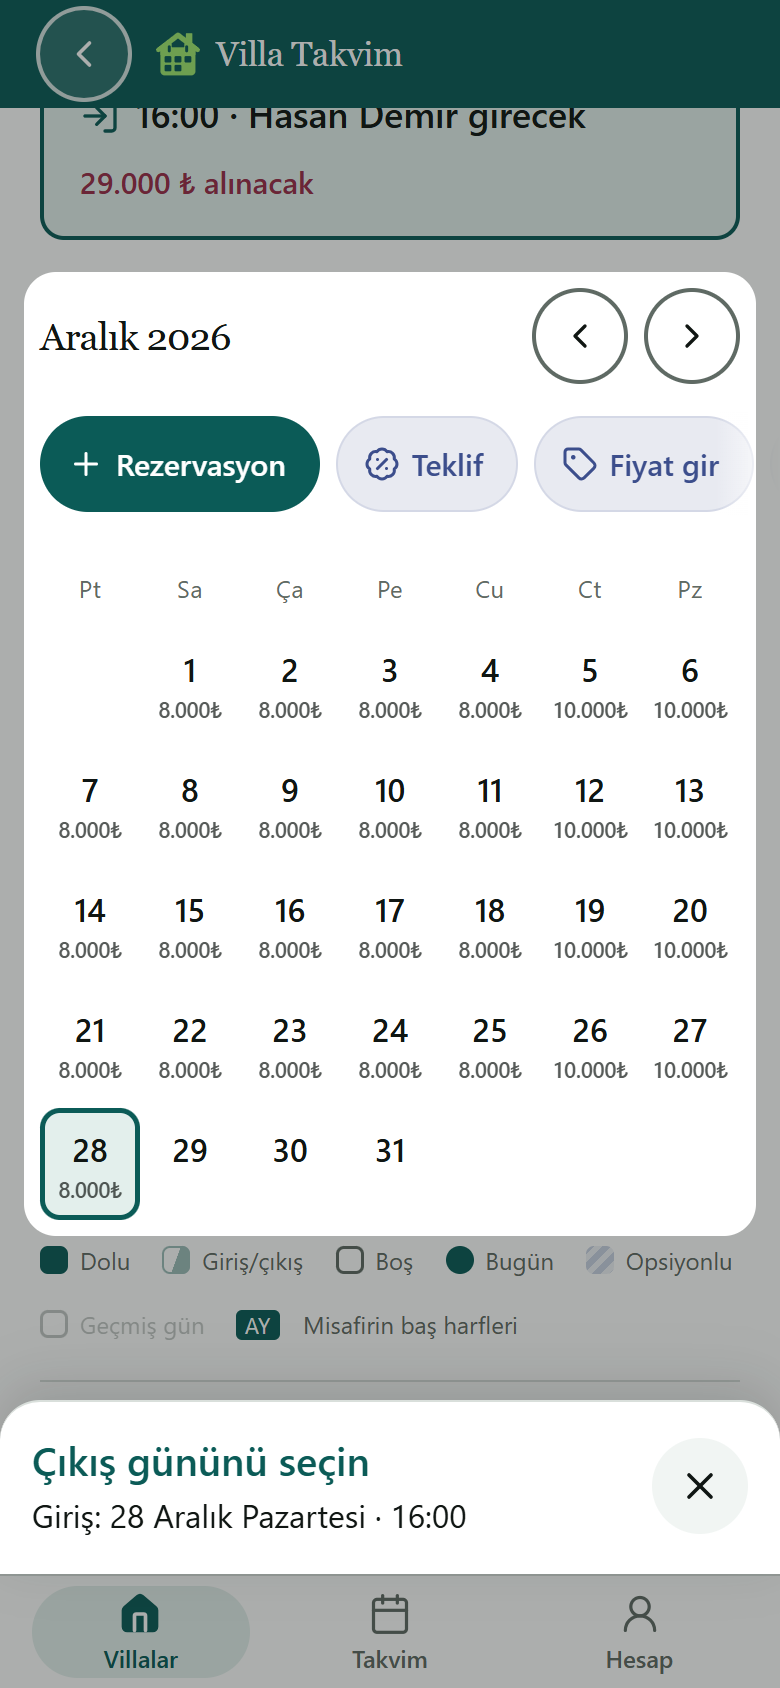 Villa Takvim
16:00 · Hasan Demir girecek
29.000 ₺ alınacak
Aralık 2026
Rezervasyon
Teklif
Fiyat gir
Pt Sa Ça Pe Cu Ct Pz
1 2 3 4 5 6
8.000₺ 8.000₺ 8.000₺ 8.000₺ 10.000₺ 10.000₺
7 8 9 10 11 12 13
8.000₺ 8.000₺ 8.000₺ 8.000₺ 8.000₺ 10.000₺ 10.000₺
14 15 16 17 18 19 20
8.000₺ 8.000₺ 8.000₺ 8.000₺ 8.000₺ 10.000₺ 10.000₺
21 22 23 24 25 26 27
8.000₺ 8.000₺ 8.000₺ 8.000₺ 8.000₺ 10.000₺ 10.000₺
28 29 30 31
8.000₺
Dolu Giriş/çıkış Boş Bugün Opsiyonlu
Geçmiş gün AY Misafirin baş harfleri
Çıkış gününü seçin
Giriş: 28 Aralık Pazartesi · 16:00
Villalar Takvim Hesap